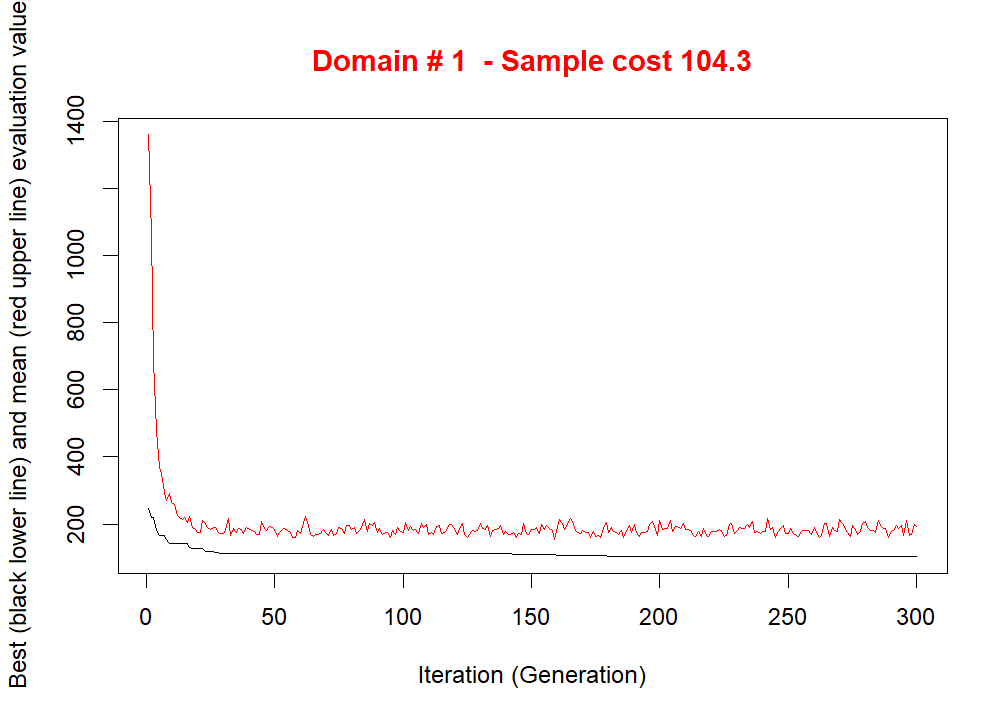 Domain # 1  - Sample cost 104.3
Best (black lower line) and mean (red upper line) evaluation value
1400
1000
800
600
400
200
0 50 100 150 200 250 300
Iteration (Generation)